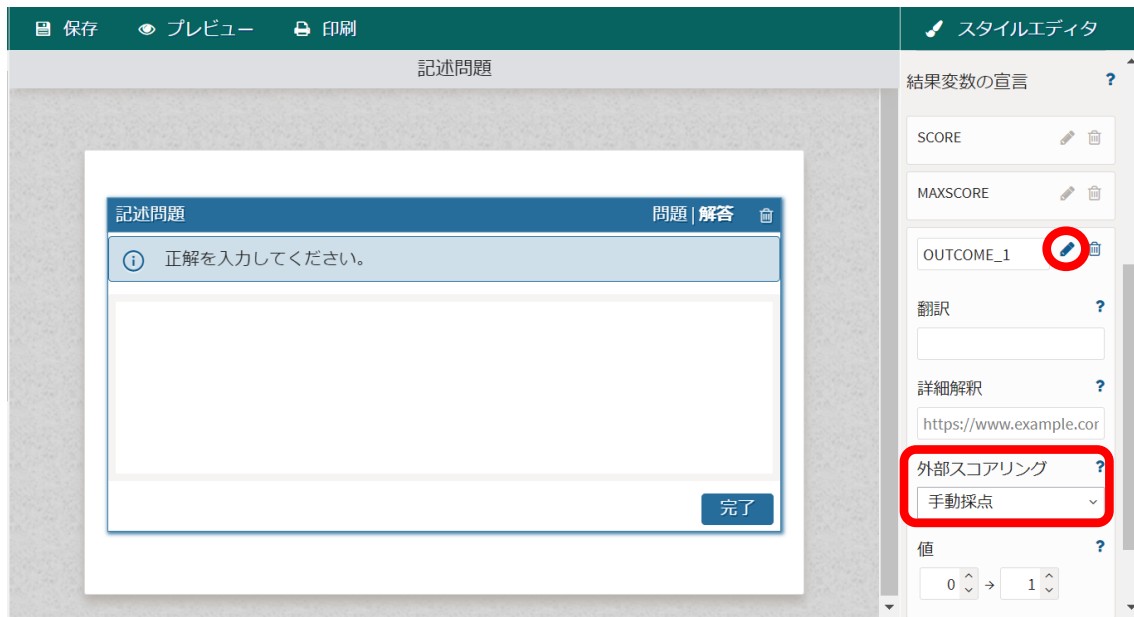 保存 プレビュー 印刷 スタイルエディタ
記述問題
結果変数の宣言 ?
SCORE
MAXSCORE
記述問題 問題 | 解答
正解を入力してください。
OUTCOME_1
翻訳 ?
詳細解釈 ?
https://www.example.cor
外部スコアリング ?
手動採点
完了
値 ?
0 → 1